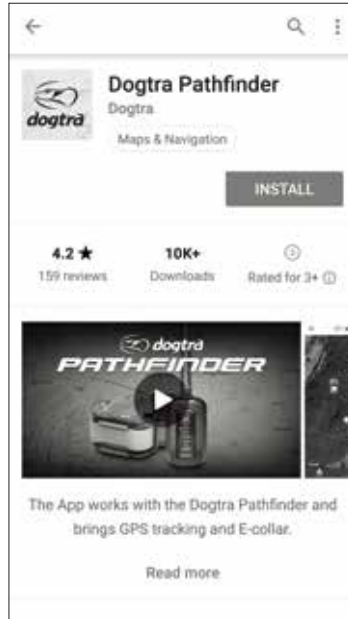 dogtra
Dogtra Pathfinder
Dogtra
Maps & Navigation
INSTALL
4.2 ★
159 reviews
10K+
Downloads
3
Rated for 3+
dogtra
PATHFINDER
The App works with the Dogtra Pathfinder and
brings GPS tracking and E-collar.
Read more